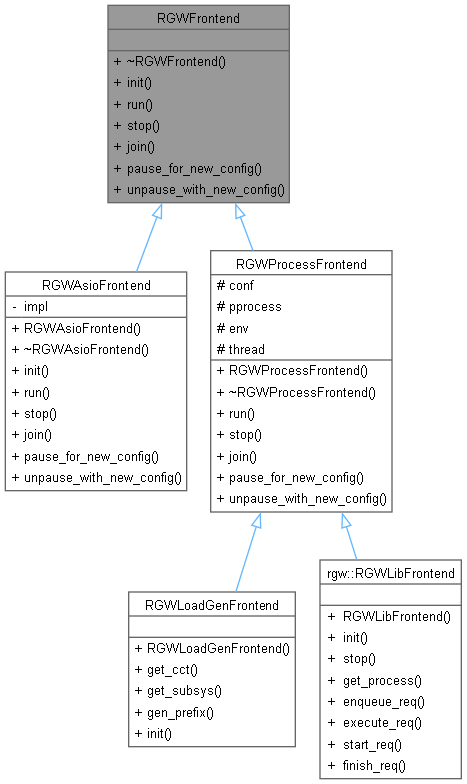 RGWFrontend
+ ~RGWFrontend()
+ init()
+ run()
+ stop()
+ join()
+ pause_for_new_config()
+ unpause_with_new_config()
RGWAsioFrontend
- impl
+ RGWAsioFrontend()
+ ~RGWAsioFrontend()
+ init()
+ run()
+ stop()
+ join()
+ pause_for_new_config()
+ unpause_with_new_config()
RGWProcessFrontend
# conf
# pprocess
# env
# thread
+ RGWProcessFrontend()
+ ~RGWProcessFrontend()
+ run()
+ stop()
+ join()
+ pause_for_new_config()
+ unpause_with_new_config()
RGWLoadGenFrontend
+ RGWLoadGenFrontend()
+ get_cct()
+ get_subsys()
+ gen_prefix()
+ init()
rgw::RGWLibFrontend
+ RGWLibFrontend()
+ init()
+ stop()
+ get_process()
+ enqueue_req()
+ execute_req()
+ start_req()
+ finish_req()